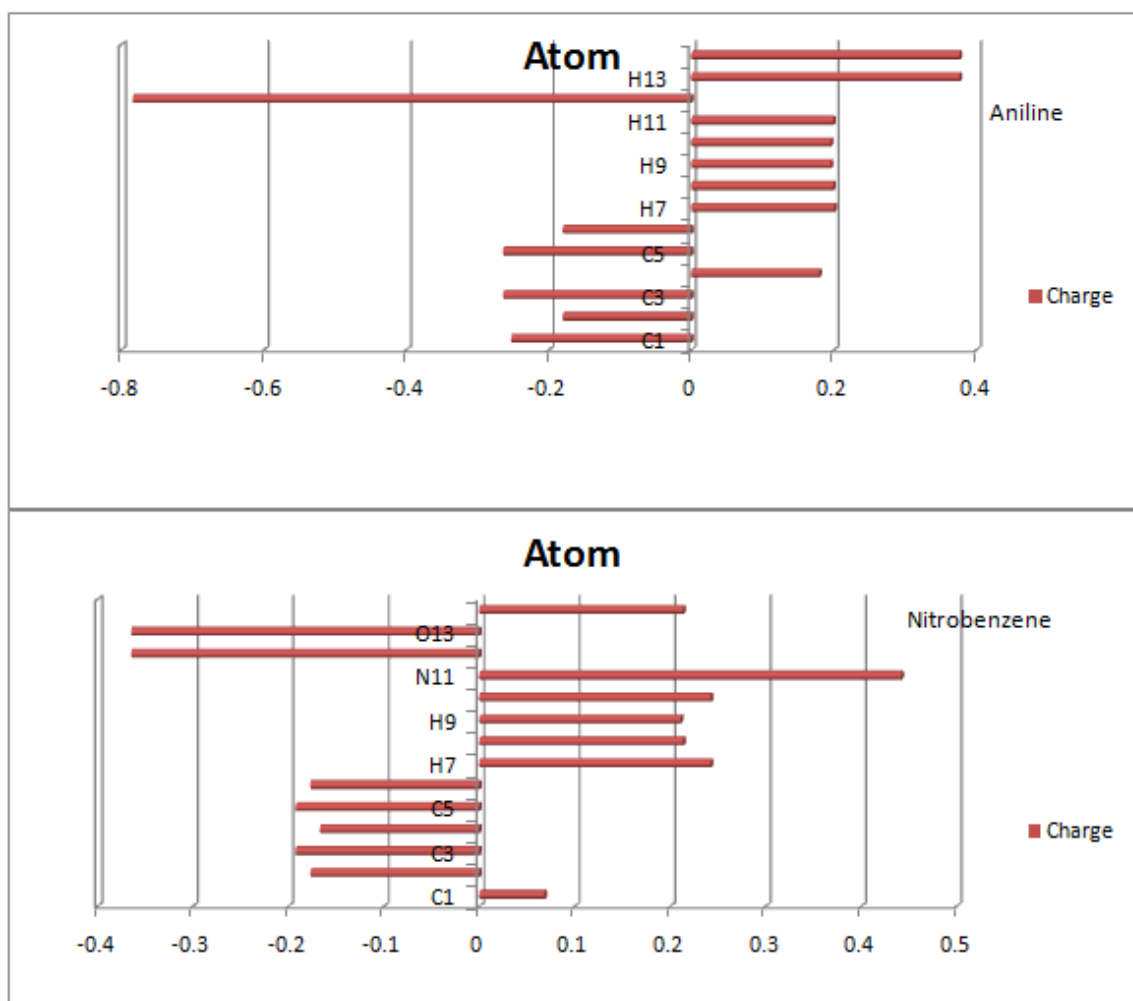 Atom
H13
H11
Aniline
H9
H7
C5
C3
Charge
C1
-0.8 -0.6 -0.4 -0.2 0 0.2 0.4
Atom
Nitrobenzene
O13
N11
H9
H7
C5
Charge
C3
C1
-0.4 -0.3 -0.2 -0.1 0 0.1 0.2 0.3 0.4 0.5